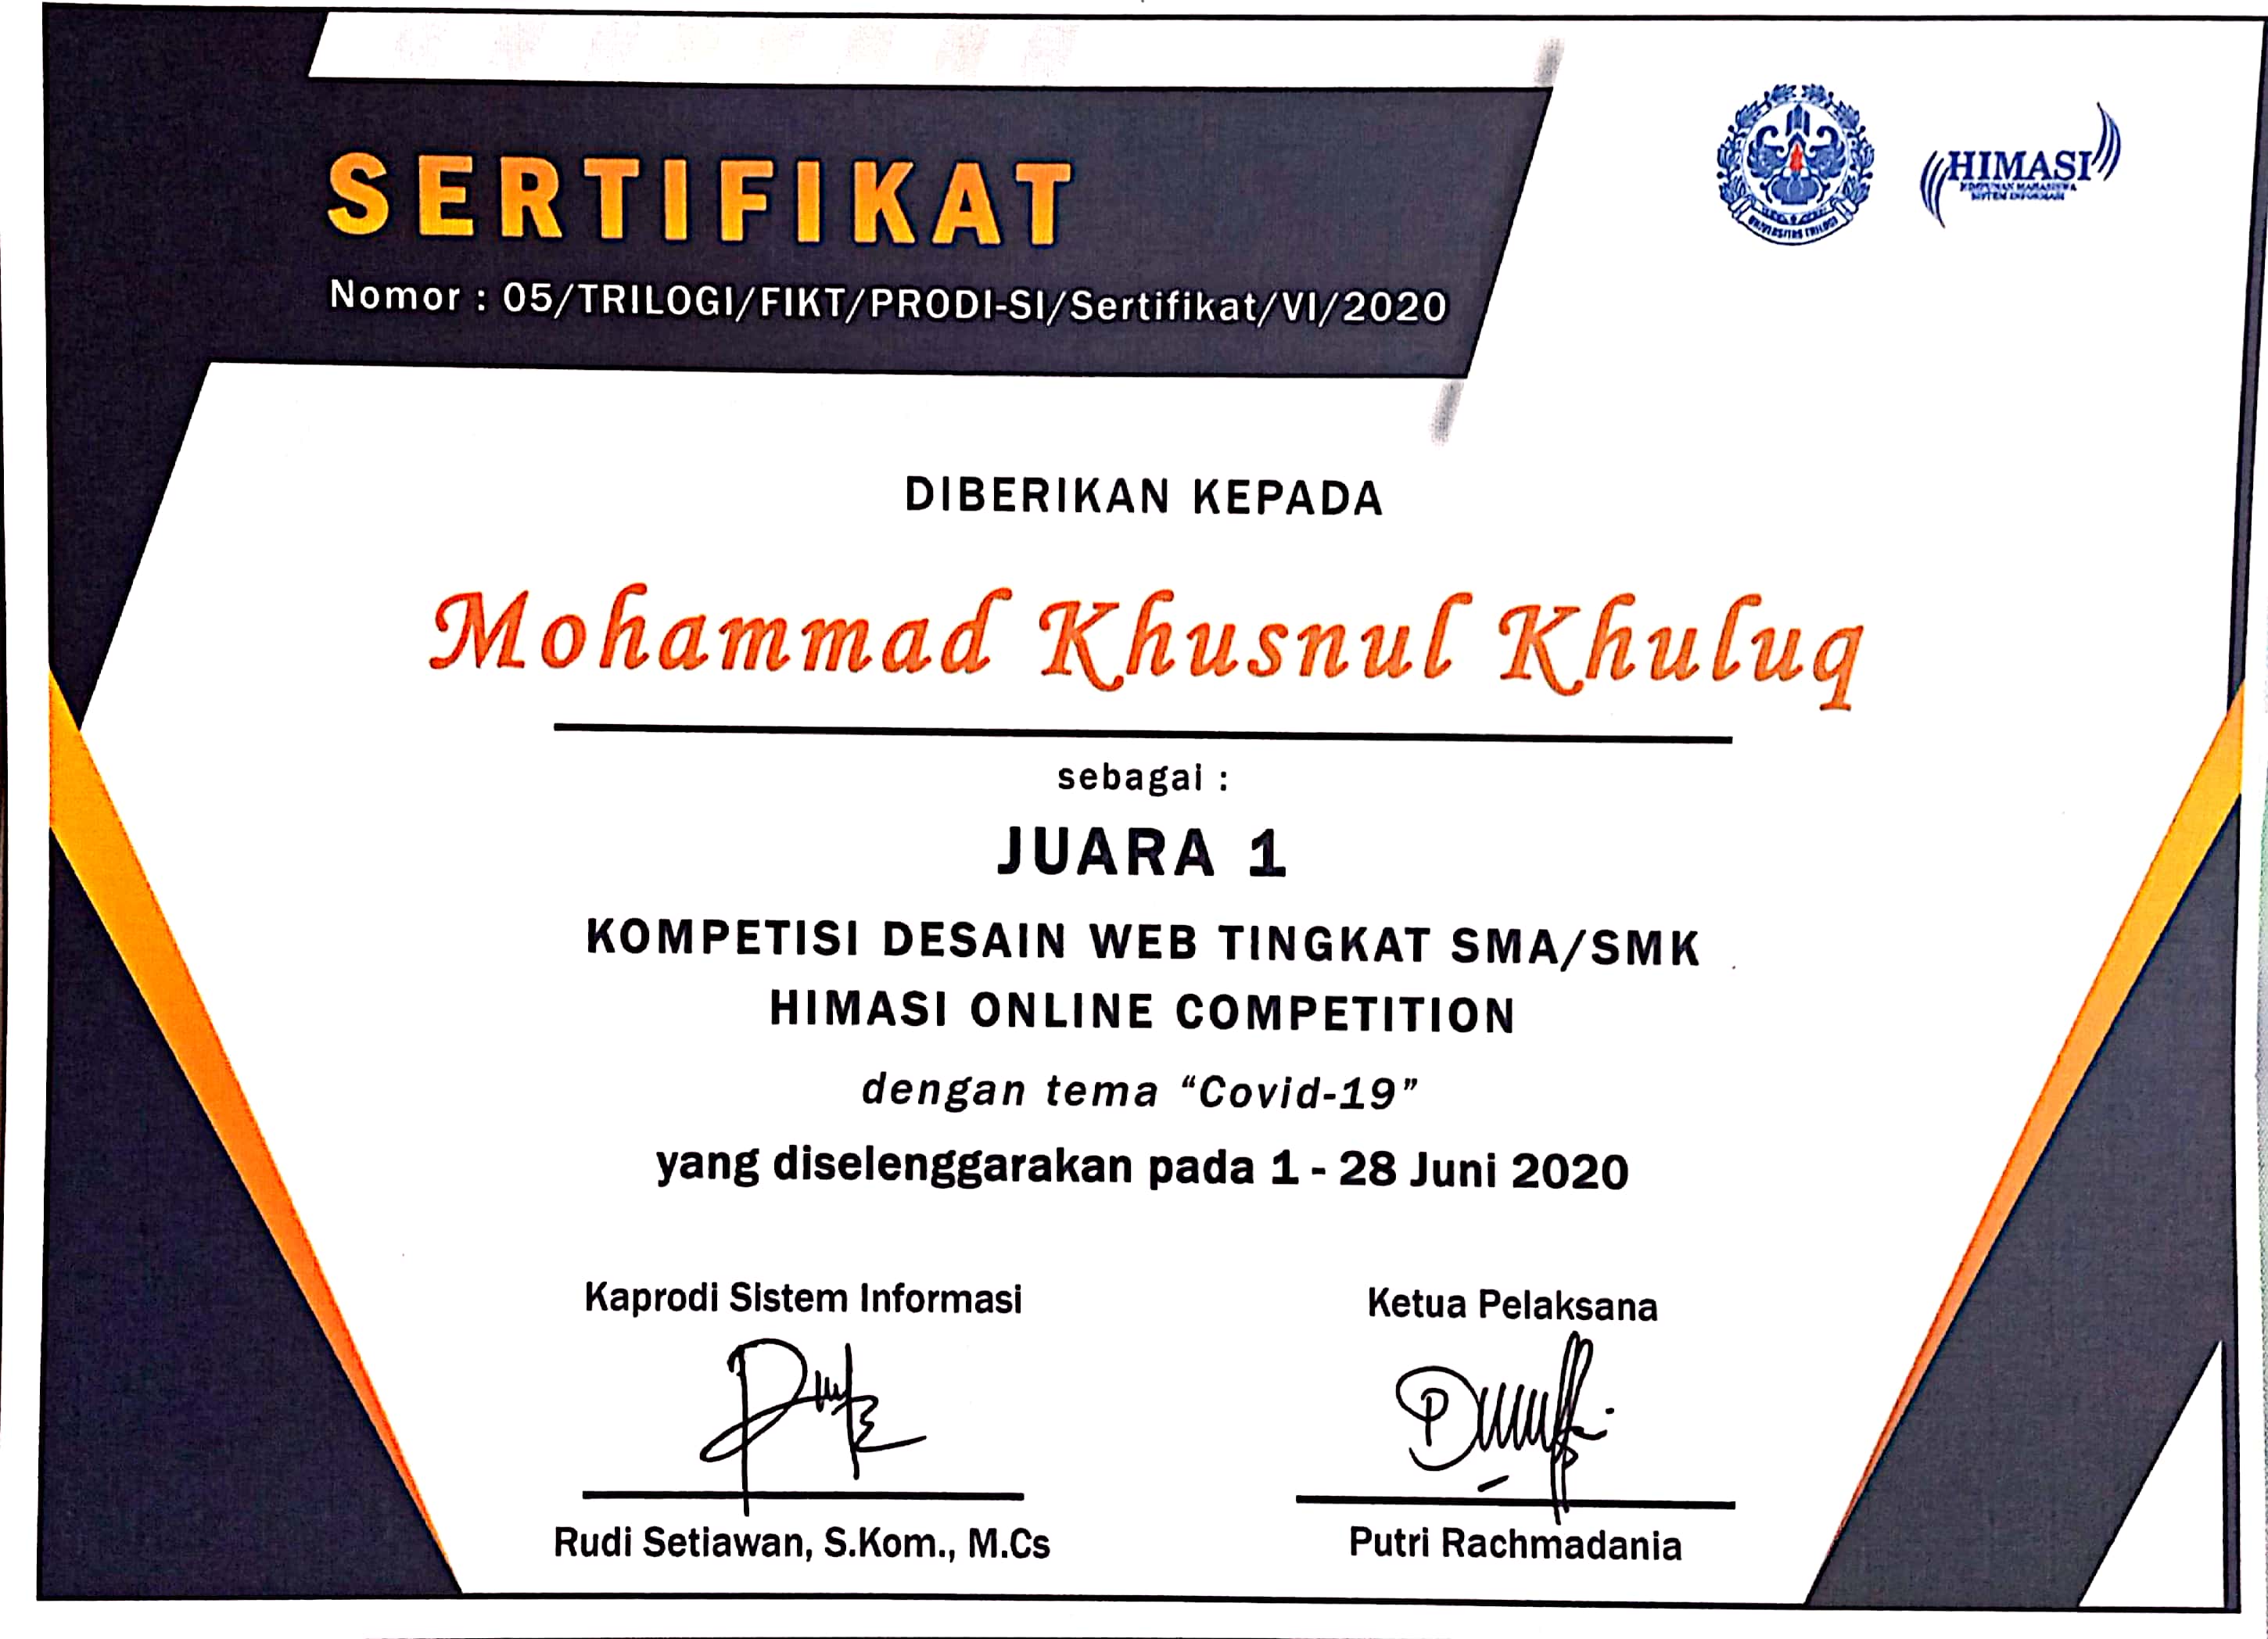 SERTIFIKAT
Nomor : 05/TRILOGI/FIKT/PRODI-SI/Sertifikat/VI/2020
UNIVERSITAS TRILOGI
HIMASI
HIMPUNAN MAHASISWA
SISTEM INFORMASI
DIBERIKAN KEPADA
Mohammad Khusnul Khuluq
sebagai :
JUARA 1
KOMPETISI DESAIN WEB TINGKAT SMA/SMK
HIMASI ONLINE COMPETITION
dengan tema “Covid-19”
yang diselenggarakan pada 1 - 28 Juni 2020
Kaprodi Sistem Informasi
Ketua Pelaksana
Rudi Setiawan, S.Kom., M.Cs
Putri Rachmadania